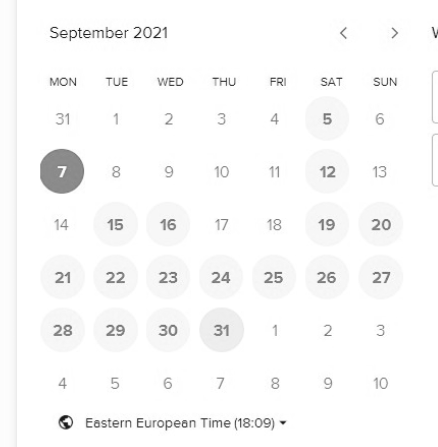 September 2021
MON TUE WED THU FRI SAT SUN
31 1 2 3 4 5 6
7 8 9 10 11 12 13
14 15 16 17 18 19 20
21 22 23 24 25 26 27
28 29 30 31 1 2 3
4 5 6 7 8 9 10
Eastern European Time (18:09)